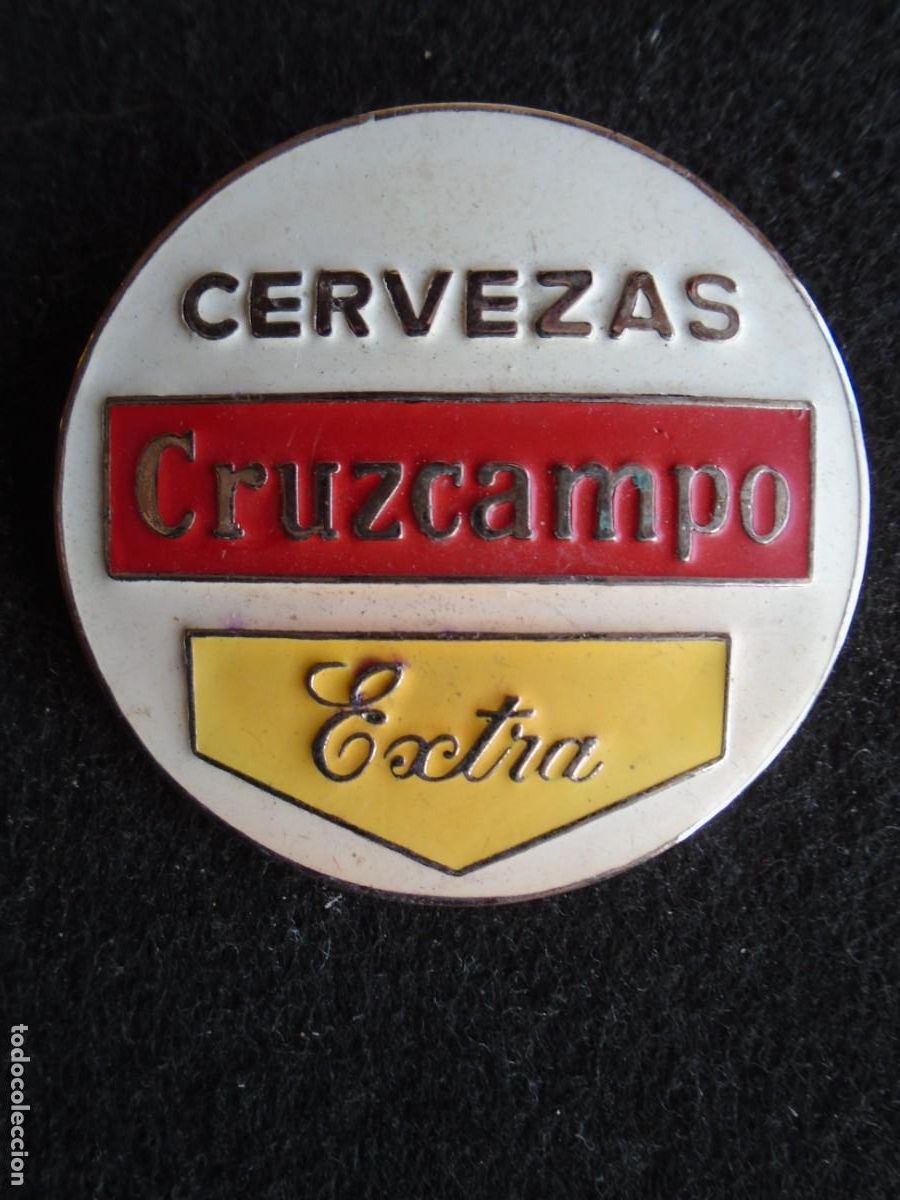 CERVEZAS
Cruzcampo
Extra
todocoleccion